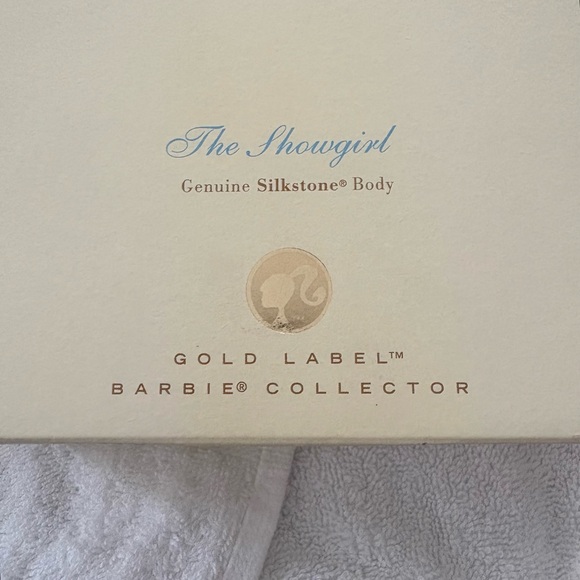 The Showgirl
Genuine Silkstone® Body
GOLD LABEL™
BARBIE® COLLECTOR